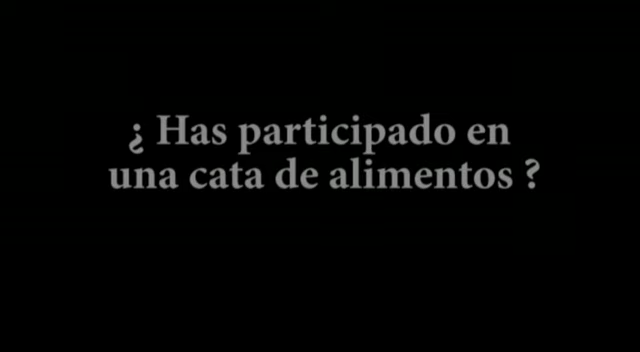 ¿ Has participado en
una cata de alimentos ?